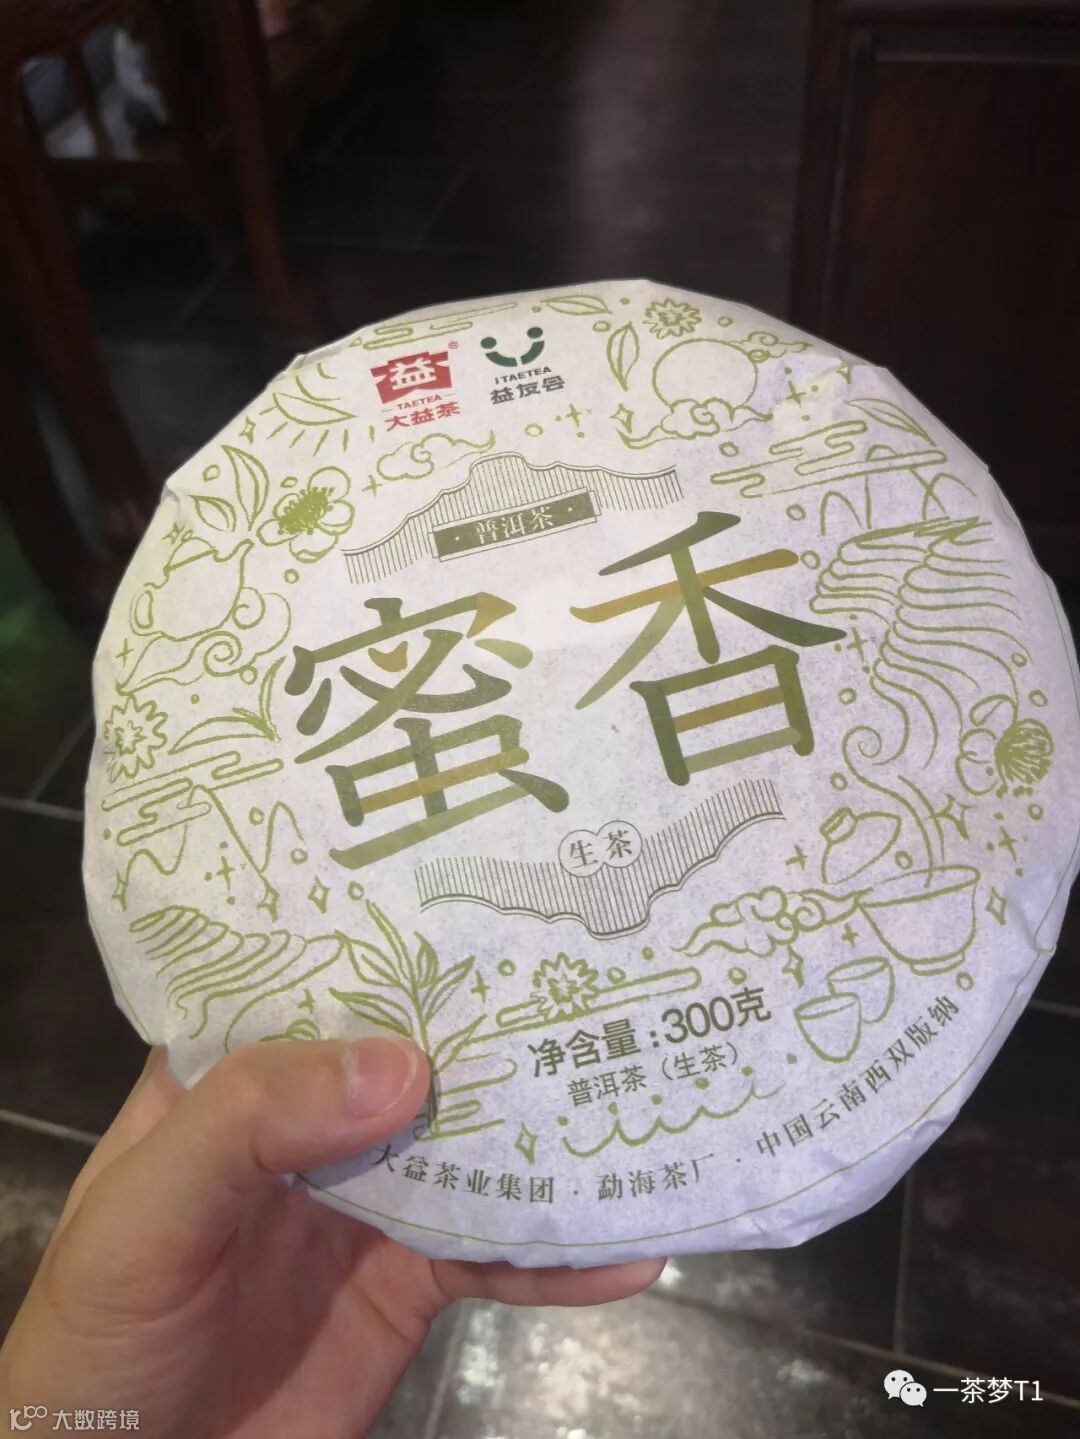 益®
TAETEA
大益茶
I TAETEA
益友会
·普洱茶·
蜜香
生茶
净含量:300克
普洱茶（生茶）
大益茶业集团·勐海茶厂·中国云南西双版纳
一茶梦T1
大数跨境